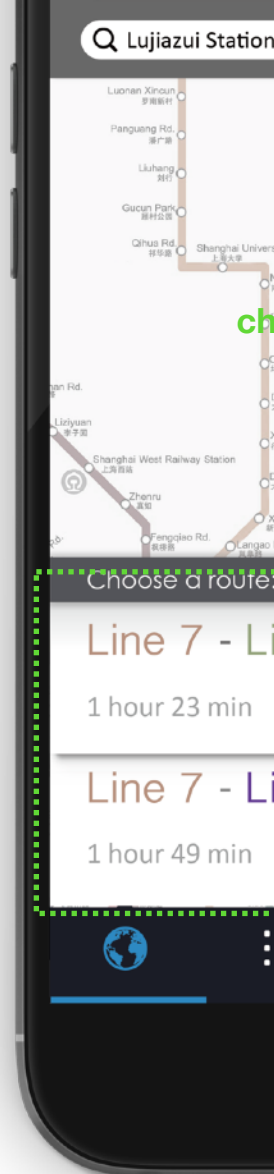 Lujiazui Station
Luonan Xincun
罗南新村
Panguang Rd.
潘广路
Liuhang
刘行
Gucun Park
顾村公园
Qihua Rd.
祁华路
Shanghai Univers
上海大学
ch
an Rd.
Liziyuan
李子园
Shanghai West Railway Station
上海西站
Zhenru
真如
Fengqiao Rd.
枫桥路
Langao
Rd.
Choose a route:
Line 7 - Li
1 hour 23 min
Line 7 - Li
1 hour 49 min